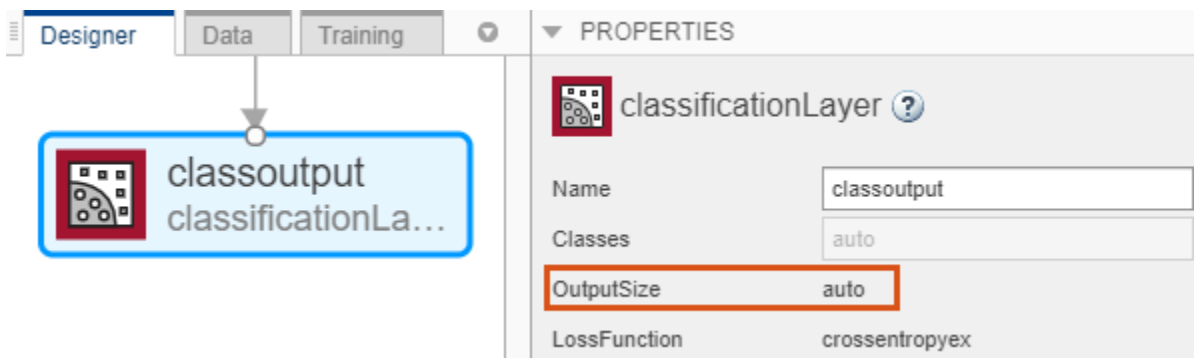 Designer Data Training
PROPERTIES
classoutput
classificationLa...
classificationLayer ?
Name classoutput
Classes auto
OutputSize auto
LossFunction crossentropyex